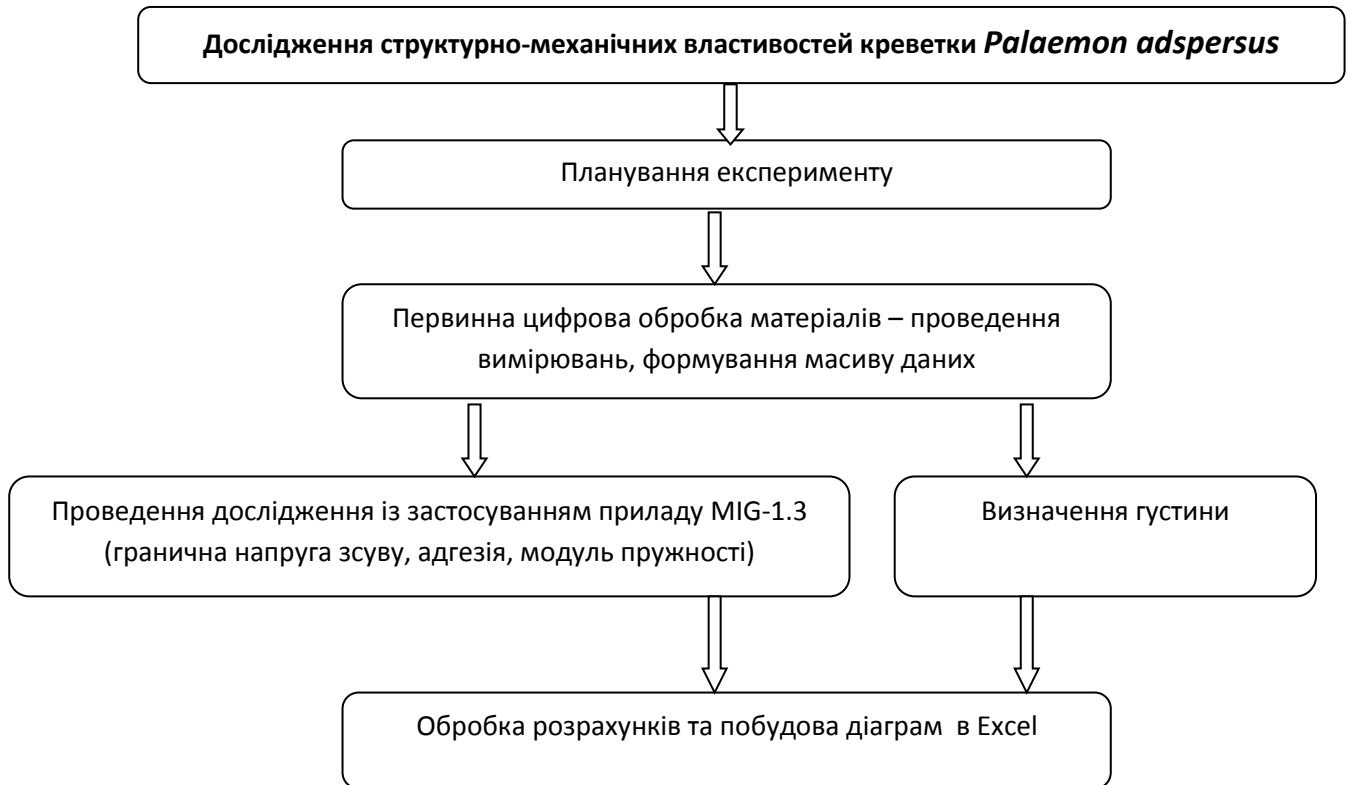 Дослідження структурно-механічних властивостей креветки Palaemon adspersus
Планування експерименту
Первинна цифрова обробка матеріалів – проведення
вимірювань, формування масиву даних
Проведення дослідження із застосуванням приладу MIG-1.3
(гранична напруга зсуву, адгезія, модуль пружності)
Визначення густини
Обробка розрахунків та побудова діаграм в Excel